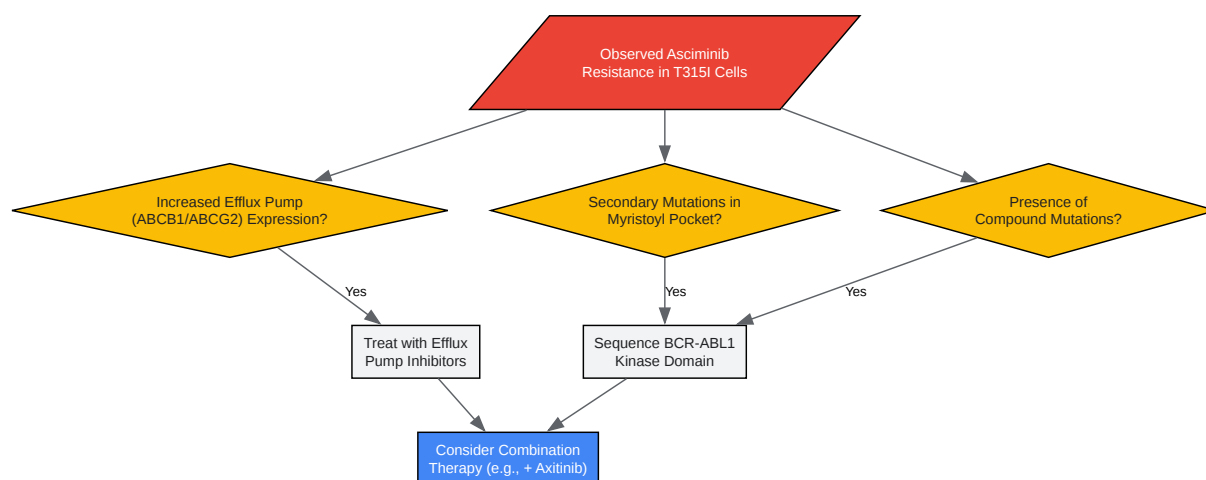 Observed Asciminib
Resistance in T315I Cells
Increased Efflux Pump
(ABCB1/ABCG2) Expression?
Secondary Mutations in
Myristoyl Pocket?
Presence of
Compound Mutations?
Yes
Yes
Yes
Treat with Efflux
Pump Inhibitors
Sequence BCR-ABL1
Kinase Domain
Consider Combination
Therapy (e.g., + Axitinib)